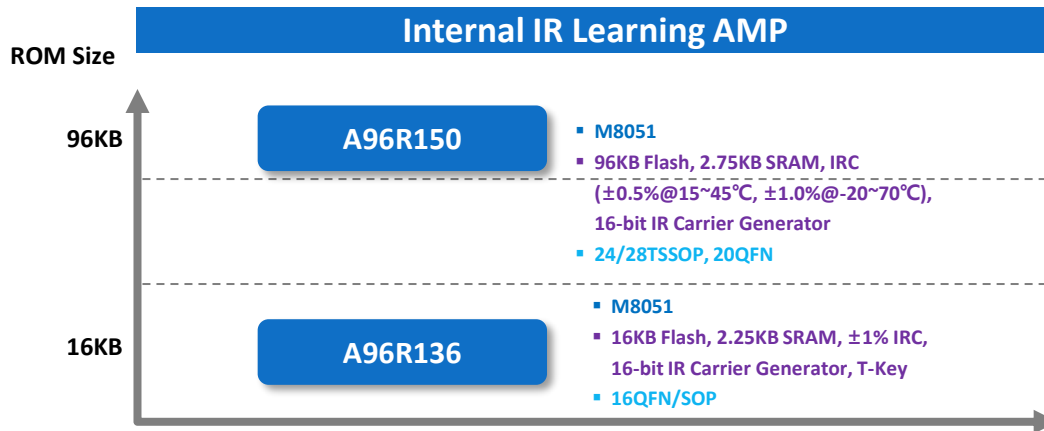 Internal IR Learning AMP
ROM Size
96KB
A96R150
▪ M8051
▪ 96KB Flash, 2.75KB SRAM, IRC
(±0.5%@15~45℃, ±1.0%@-20~70℃),
16-bit IR Carrier Generator
▪ 24/28TSSOP, 20QFN
16KB
A96R136
▪ M8051
▪ 16KB Flash, 2.25KB SRAM, ±1% IRC,
16-bit IR Carrier Generator, T-Key
▪ 16QFN/SOP